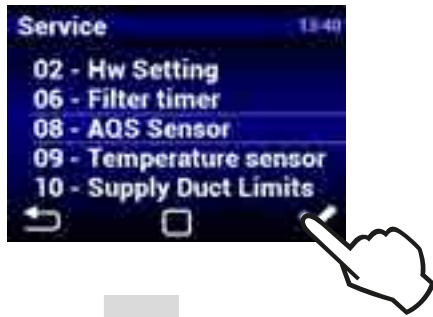 Service 13:40
02 - Hw Setting
06 - Filter timer
08 - AQS Sensor
09 - Temperature sensor
10 - Supply Duct Limits